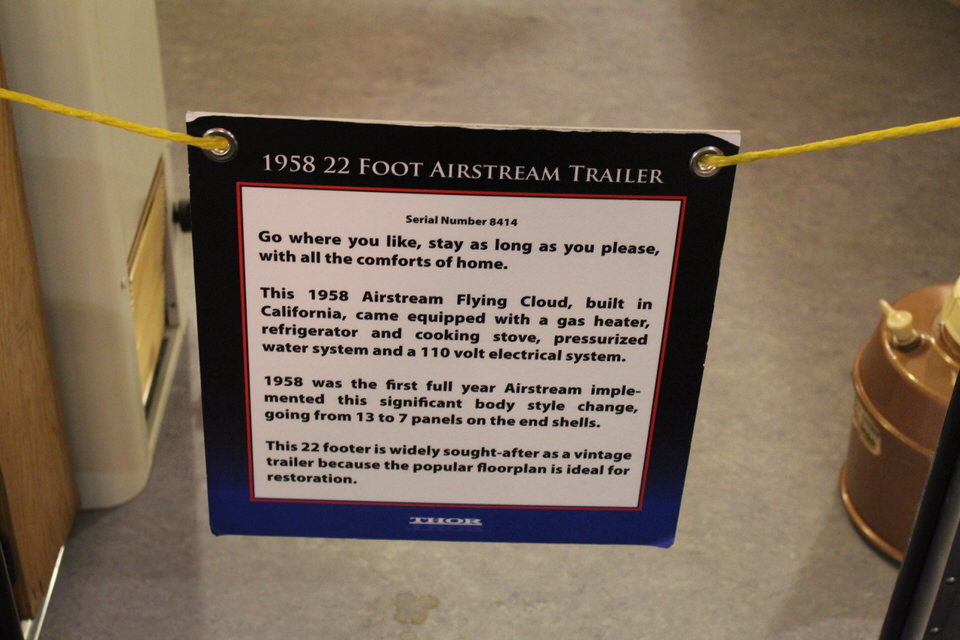 1958 22 Foot Airstream Trailer
Serial Number 8414
Go where you like, stay as long as you please,
with all the comforts of home.
This 1958 Airstream Flying Cloud, built in
California, came equipped with a gas heater,
refrigerator and cooking stove, pressurized
water system and a 110 volt electrical system.
1958 was the first full year Airstream imple-
mented this significant body style change,
going from 13 to 7 panels on the end shells.
This 22 footer is widely sought-after as a vintage
trailer because the popular floorplan is ideal for
restoration.
THOR